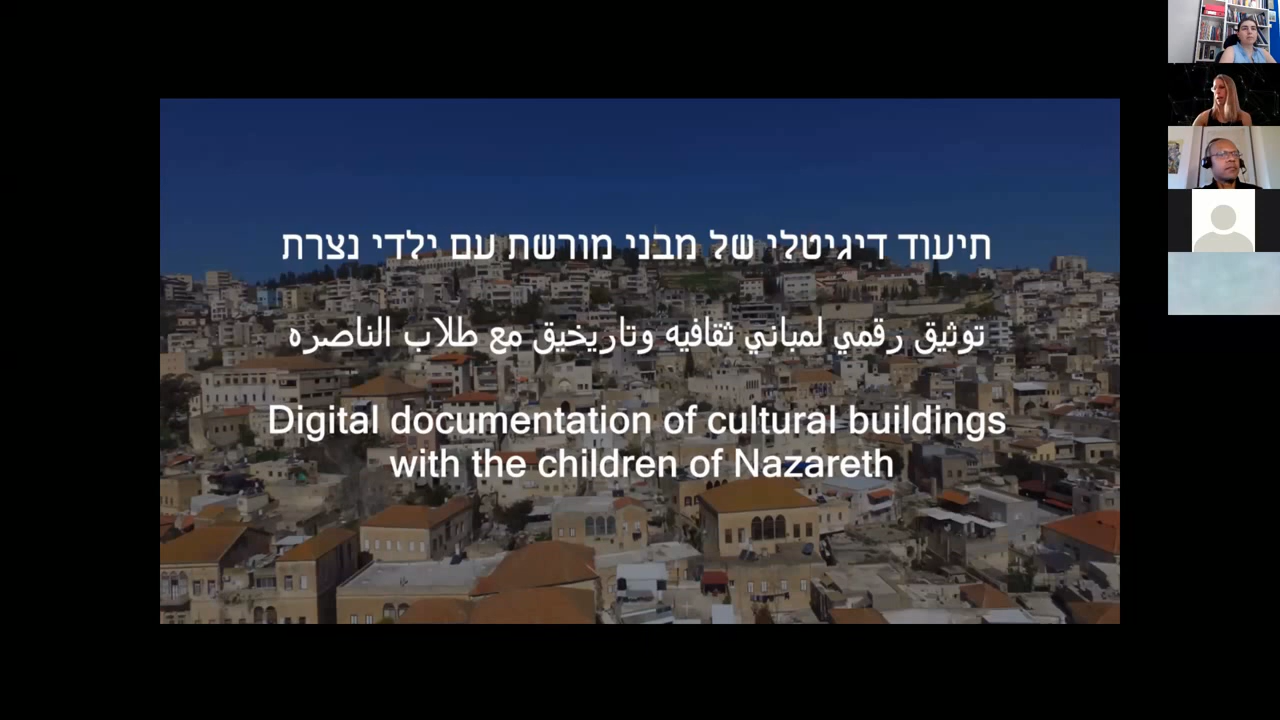 תיעוד דיגיטלי של מבני מורשת עם ילדי נצרת
توثيق رقمي لمباني ثقافيه وتاريخيق مع طلاب الناصره
Digital documentation of cultural buildings
with the children of Nazareth